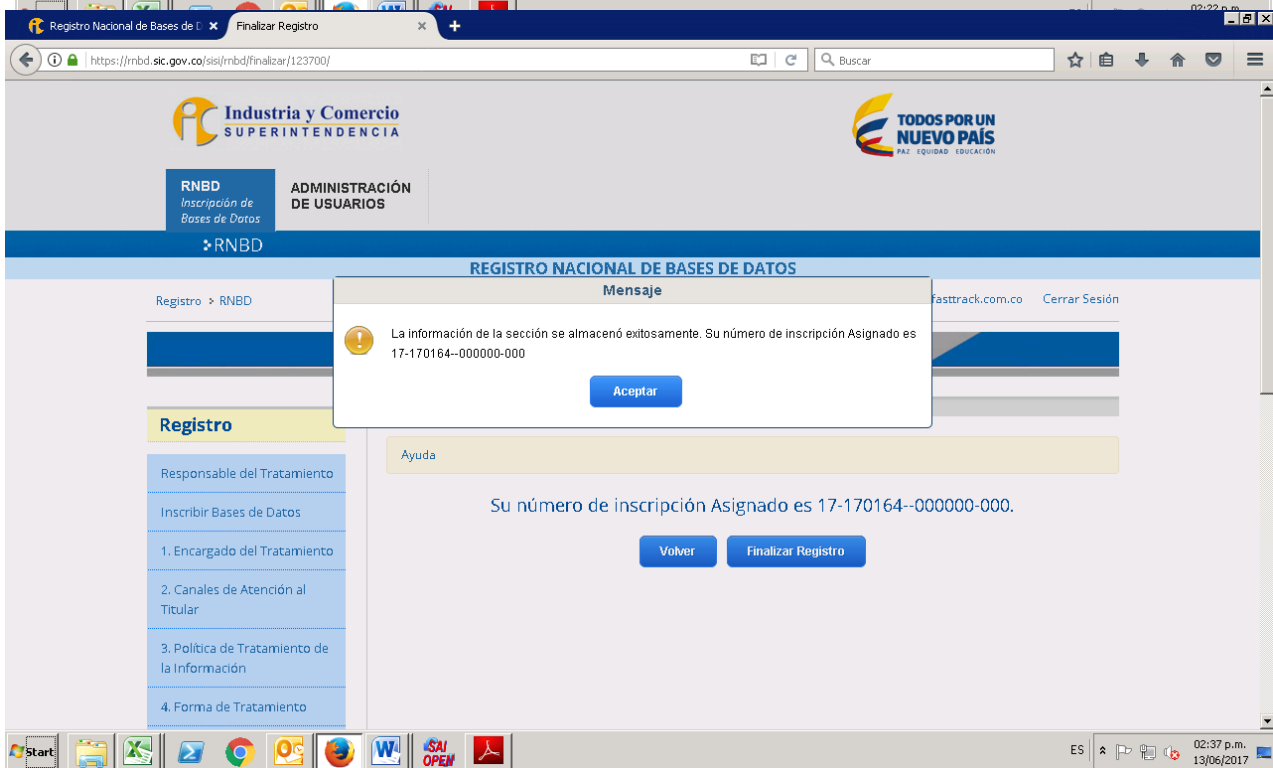 02:22 p.m.
Registro Nacional de Bases de D
Finalizar Registro
https://rnbd.sic.gov.co/sisi/rnbd/finalizar/123700/
Buscar
Industria y Comercio
SUPERINTENDENCIA
TODOS POR UN
NUEVO PAÍS
PAZ EQUIDAD EDUCACIÓN
RNBD
Inscripción de
Bases de Datos
ADMINISTRACIÓN
DE USUARIOS
RNBD
REGISTRO NACIONAL DE BASES DE DATOS
Registro > RNBD
fasttrack.com.co Cerrar Sesión
Mensaje
La información de la sección se almacenó exitosamente. Su número de inscripción Asignado es
17-170164--000000-000
Aceptar
Registro
Responsable del Tratamiento
Inscribir Bases de Datos
1. Encargado del Tratamiento
2. Canales de Atención al
Titular
3. Política de Tratamiento de
la Información
4. Forma de Tratamiento
Ayuda
Su número de inscripción Asignado es 17-170164--000000-000.
Volver
Finalizar Registro
Start
SAI
OPEN
ES
02:37 p.m.
13/06/2017